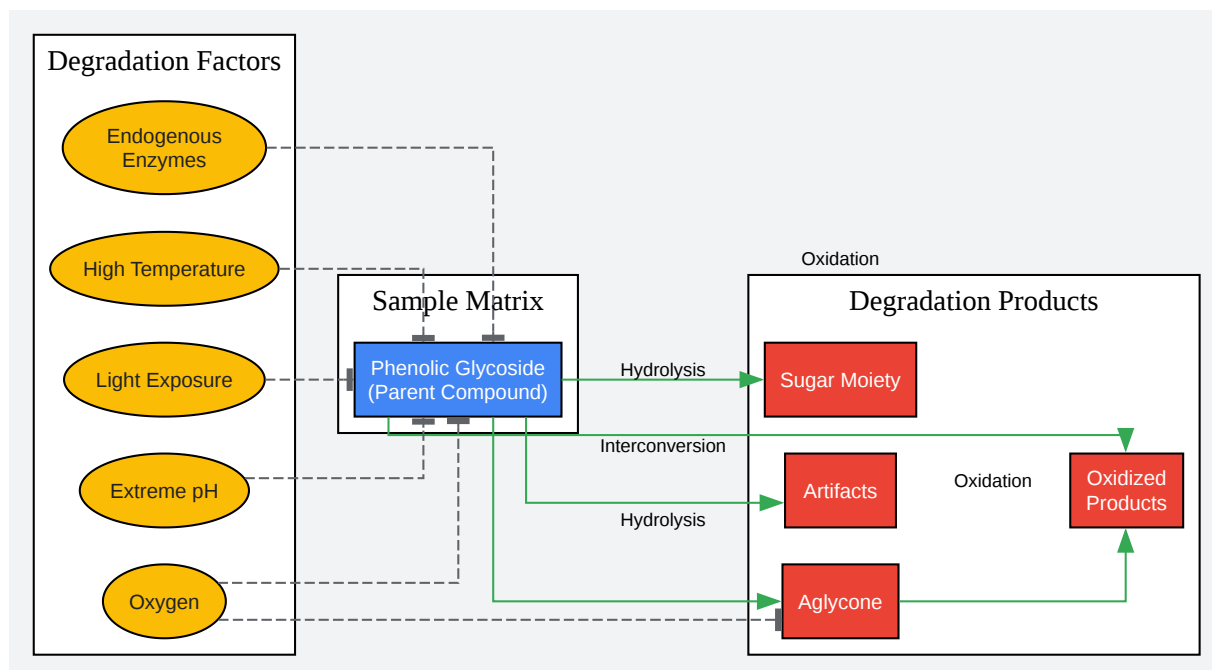 Degradation Factors
Endogenous
Enzymes
High Temperature
Light Exposure
Extreme pH
Oxygen
Sample Matrix
Phenolic Glycoside
(Parent Compound)
Hydrolysis
Interconversion
Hydrolysis
Oxidation
Degradation Products
Sugar Moiety
Artifacts
Oxidation
Oxidized
Products
Aglycone